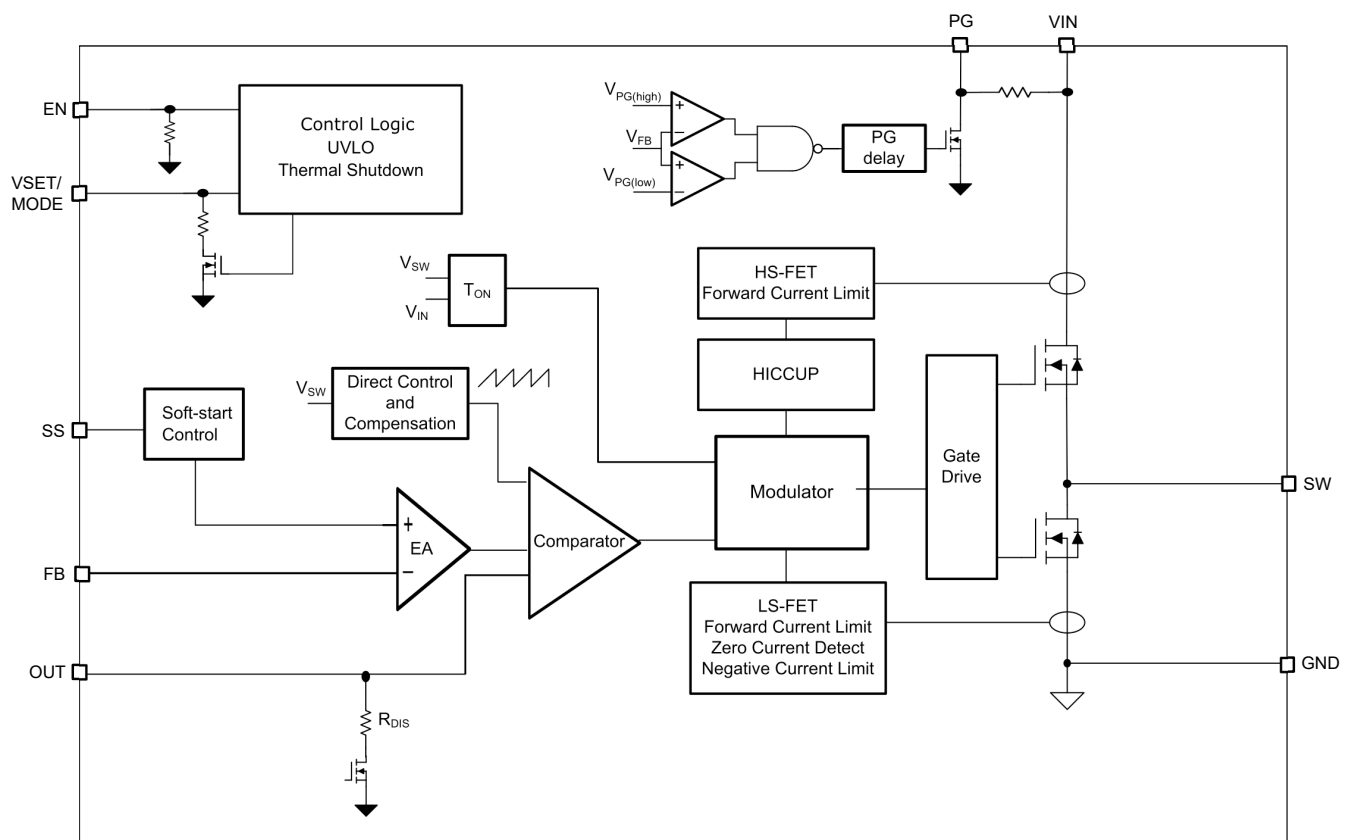 PG
VIN
EN
VSET/
MODE
Control Logic
UVLO
Thermal Shutdown
VPG(high)
+
−
VFB
+
−
VPG(low)
PG
delay
VSW
VIN
TON
HS-FET
Forward Current Limit
HICCUP
VSW
Direct Control
and
Compensation
SS
Soft-start
Control
Gate
Drive
Modulator
SW
+
EA
−
Comparator
FB
LS-FET
Forward Current Limit
Zero Current Detect
Negative Current Limit
OUT
GND
RDIS